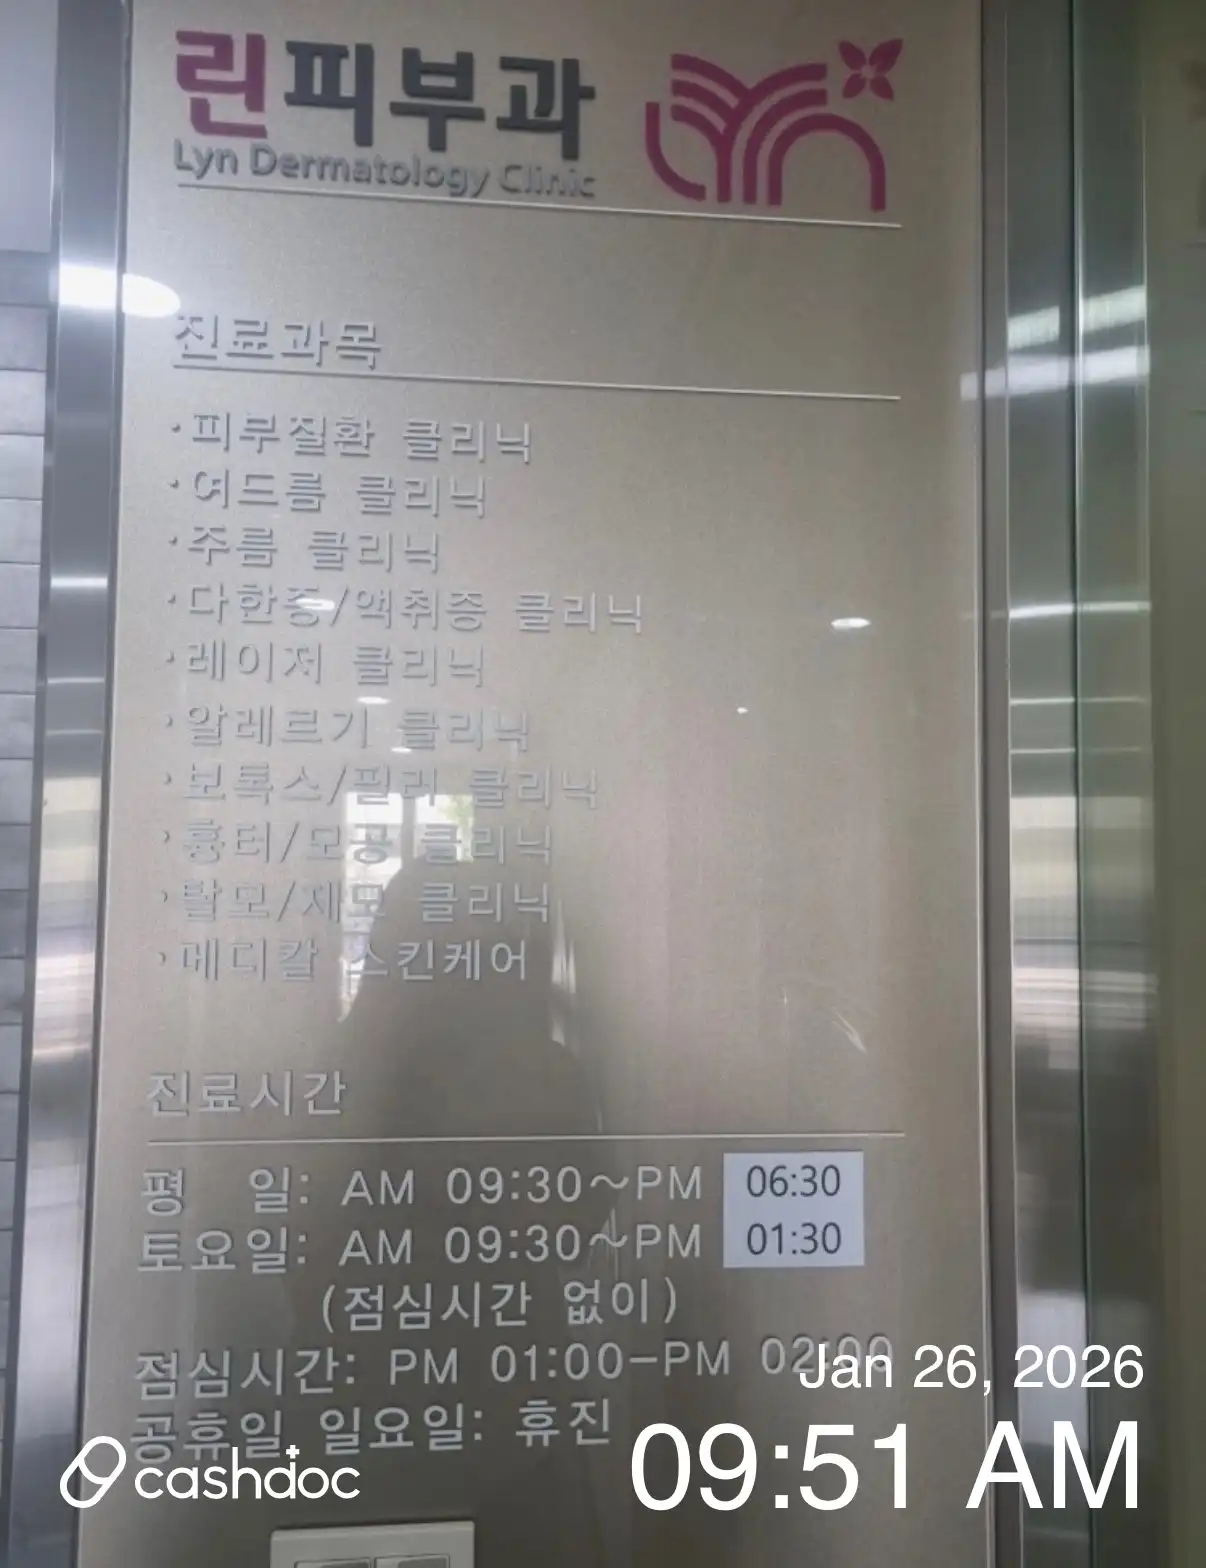 린피부과
Lyn Dermatology Clinic
진료과목
·피부질환 클리닉
·여드름 클리닉
·주름 클리닉
·다한증/액취증 클리닉
·레이저 클리닉
·알레르기 클리닉
·보톡스/필러 클리닉
·흉터/모공 클리닉
·탈모/제모 클리닉
·메디칼 스킨케어
진료시간
평 일: AM 09:30~PM 06:30
토요일: AM 09:30~PM 01:30
(점심시간 없이)
점심시간: PM 01:00-PM 02:00
공휴일 일요일: 휴진
Jan 26, 2026
09:51 AM
cashdoc